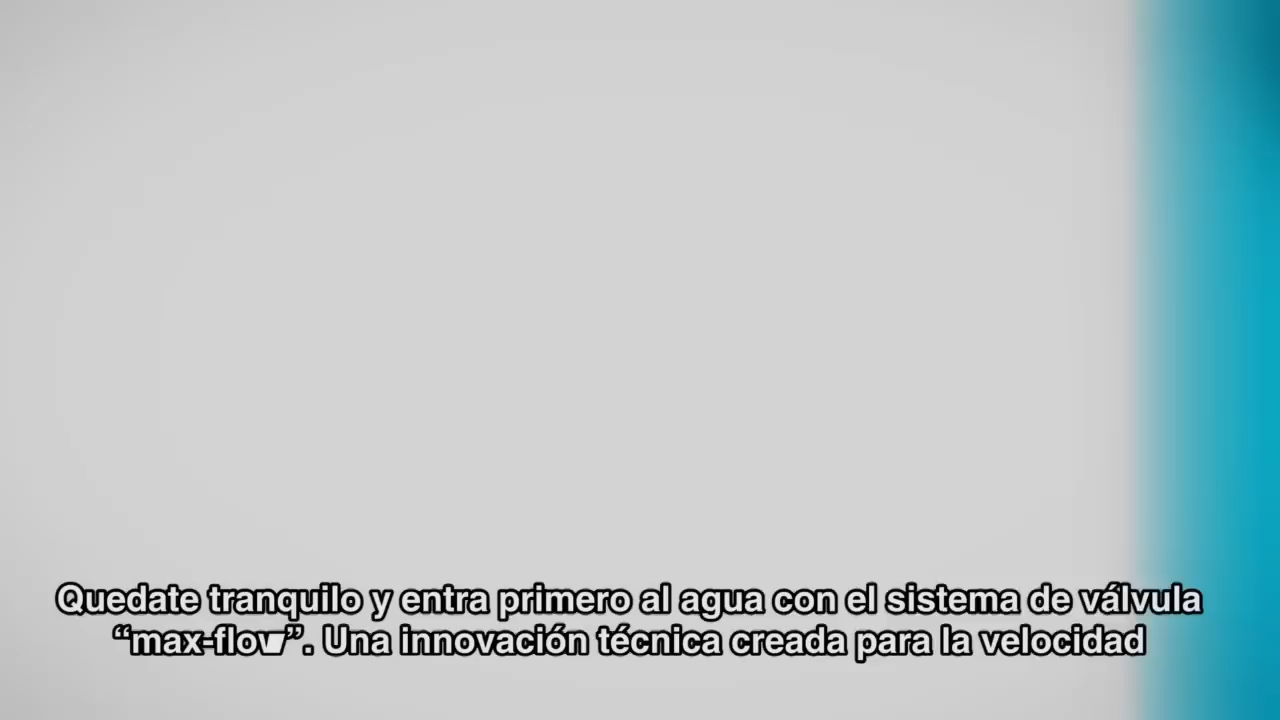 Quedate tranquilo y entra primero al agua con el sistema de válvula
“max-flow”. Una innovación técnica creada para la velocidad